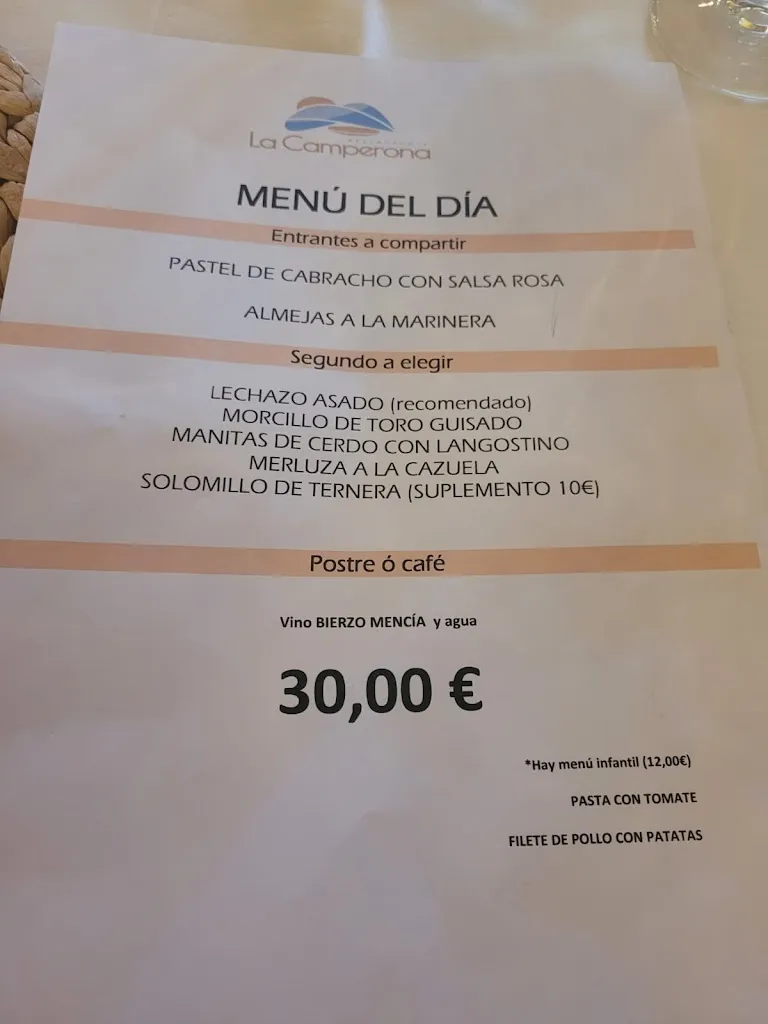 La Camperona
MENÚ DEL DÍA
Entrantes a compartir
PASTEL DE CABRACHO CON SALSA ROSA
ALMEJAS A LA MARINERA
Segundo a elegir
LECHAZO ASADO (recomendado)
MORCILLO DE TORO GUISADO
MANITAS DE CERDO CON LANGOSTINO
MERLUZA A LA CAZUELA
SOLOMILLO DE TERNERA (SUPLEMENTO 10€)
Postre ó café
Vino BIERZO MENCÍA y agua
30,00 €
*Hay menú infantil (12,00€)
PASTA CON TOMATE
FILETE DE POLLO CON PATATAS